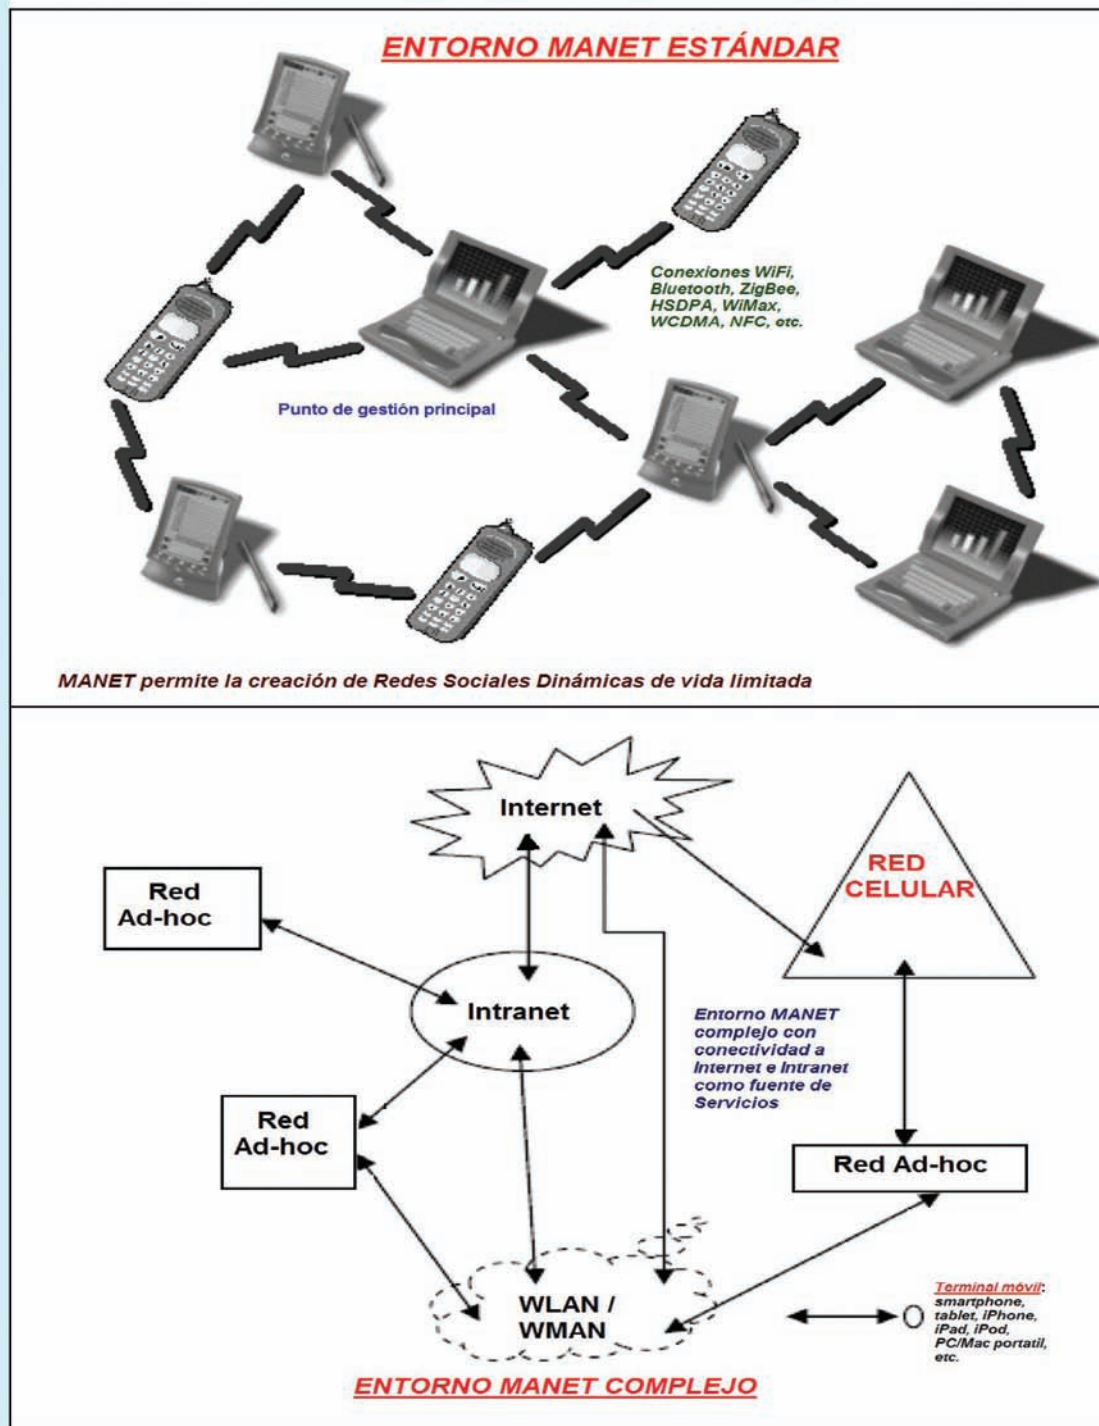 ENTORNO MANET ESTÁNDAR
Conexiones WiFi,
Bluetooth, ZigBee,
HSDPA, WiMax,
WCDMA, NFC, etc.
Punto de gestión principal
MANET permite la creación de Redes Sociales Dinámicas de vida limitada
Internet
RED
CELULAR
Red
Ad-hoc
Intranet
Entorno MANET
complejo con
conectividad a
Internet e Intranet
como fuente de
Servicios
Red
Ad-hoc
Red Ad-hoc
WLAN /
WMAN
Terminal móvil:
smartphone,
tablet, iPhone,
iPad, iPod,
PC/Mac portatil,
etc.
ENTORNO MANET COMPLEJO